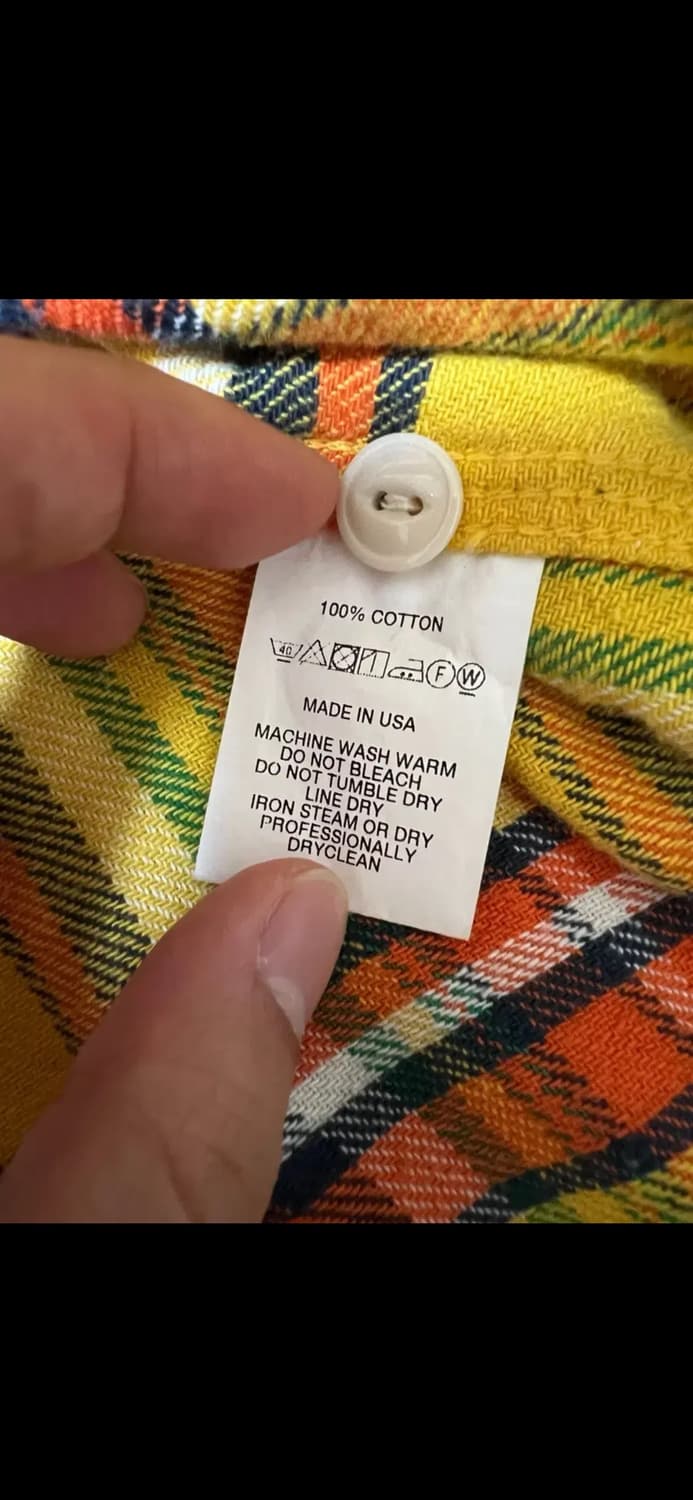 100% COTTON
40 F W
MADE IN USA
MACHINE WASH WARM
DO NOT BLEACH
DO NOT TUMBLE DRY
LINE DRY
IRON STEAM OR DRY
PROFESSIONALLY
DRYCLEAN